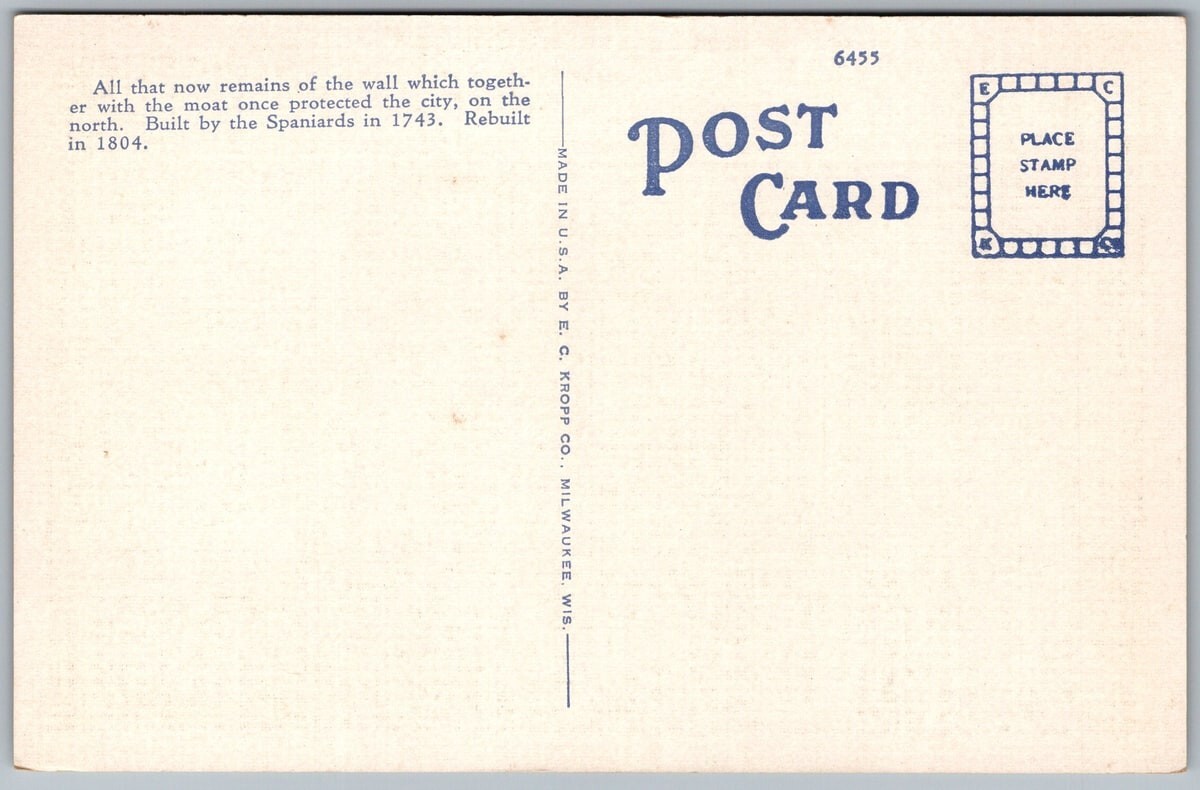 All that now remains of the wall which togeth-
er with the moat once protected the city, on the
north. Built by the Spaniards in 1743. Rebuilt
in 1804.
MADE IN U.S.A. BY E. C. KROPP CO., MILWAUKEE, WIS.
6455
POST
CARD
E C
PLACE
STAMP
HERE
K